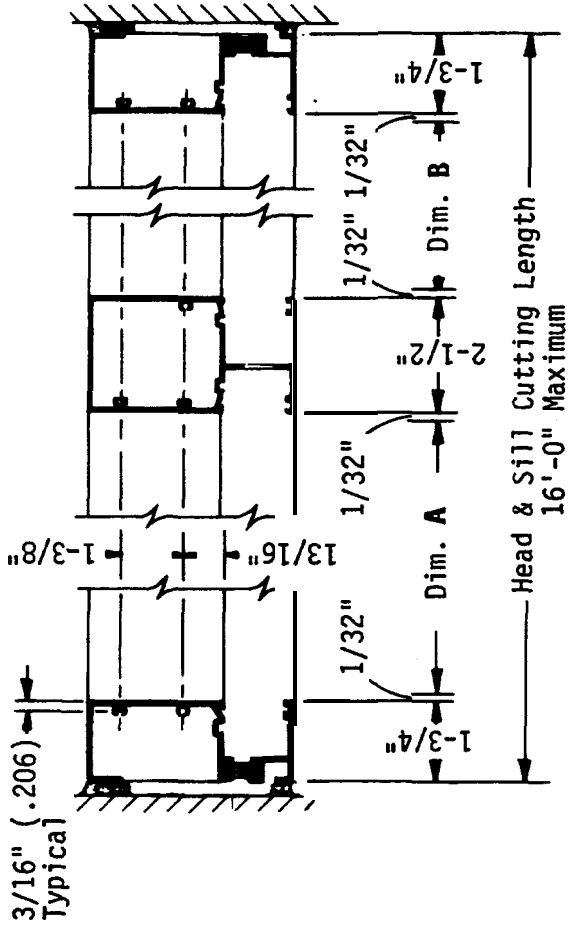 3/16" (.206)
Typical
1-3/8"
13/16"
1/32"
1/32"
1/32"
1/32"
1-3/4"
Dim. A
2-1/2"
Dim. B
1-3/4"
Head & Sill Cutting Length
16'-0" Maximum